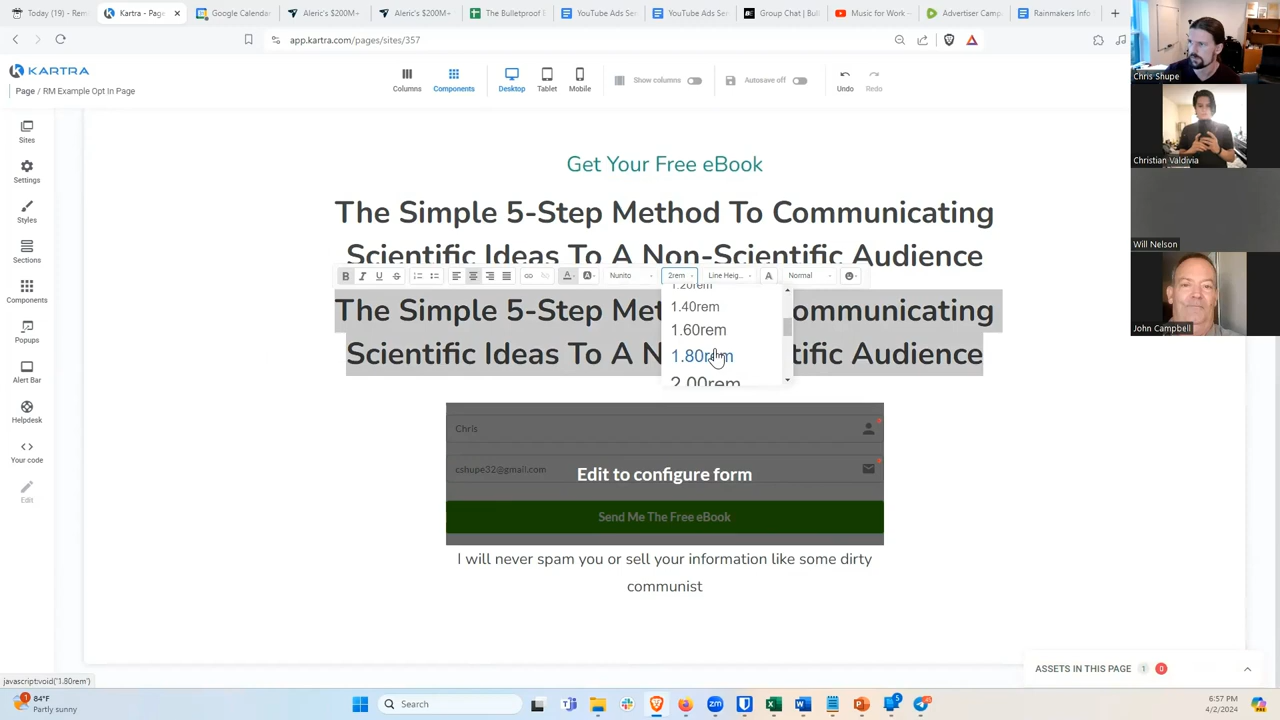 Today (1349
Kartra - Page
Google Calendar
Aleric's $200M+
Aleric's $200M+
The Bulletproof
YouTube Ads Ser
YouTube Ads Sen
Group Chat | Buil
Music for Work
Advertiser Camp
Rainmakers Info
app.kartra.com/pages/sites/357
KARTRA
Page / RM Example Opt In Page
Columns
Components
Desktop
Tablet
Mobile
Show columns
Autosave off
Undo
Redo
Sites
Settings
Styles
Sections
Components
Popups
Alert Bar
Helpdesk
Your code
Edit
Get Your Free eBook
The Simple 5-Step Method To Communicating
Scientific Ideas To A Non-Scientific Audience
B I U S Nunito 2rem Line Heig... A Normal
The Simple 5-Step Met ommunicating
Scientific Ideas To A N tific Audience
1.20rem
1.40rem
1.60rem
1.80rem
2.00rem
Chris
cshupe32@gmail.com
Edit to configure form
Send Me The Free eBook
I will never spam you or sell your information like some dirty
communist
ASSETS IN THIS PAGE 1 0
javascript:void('1.80rem')
Chris Shupe
Christian Valdivia
Will Nelson
John Campbell
84°F
Partly sunny
Search
6:57 PM
4/2/2024